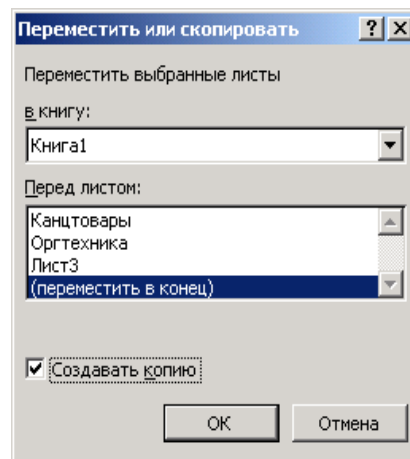 Переместить или скопировать
Переместить выбранные листы
в книгу:
Книга1
Перед листом:
Канцтовары
Оргтехника
Лист3
(переместить в конец)
Создавать копию
ОК
Отмена